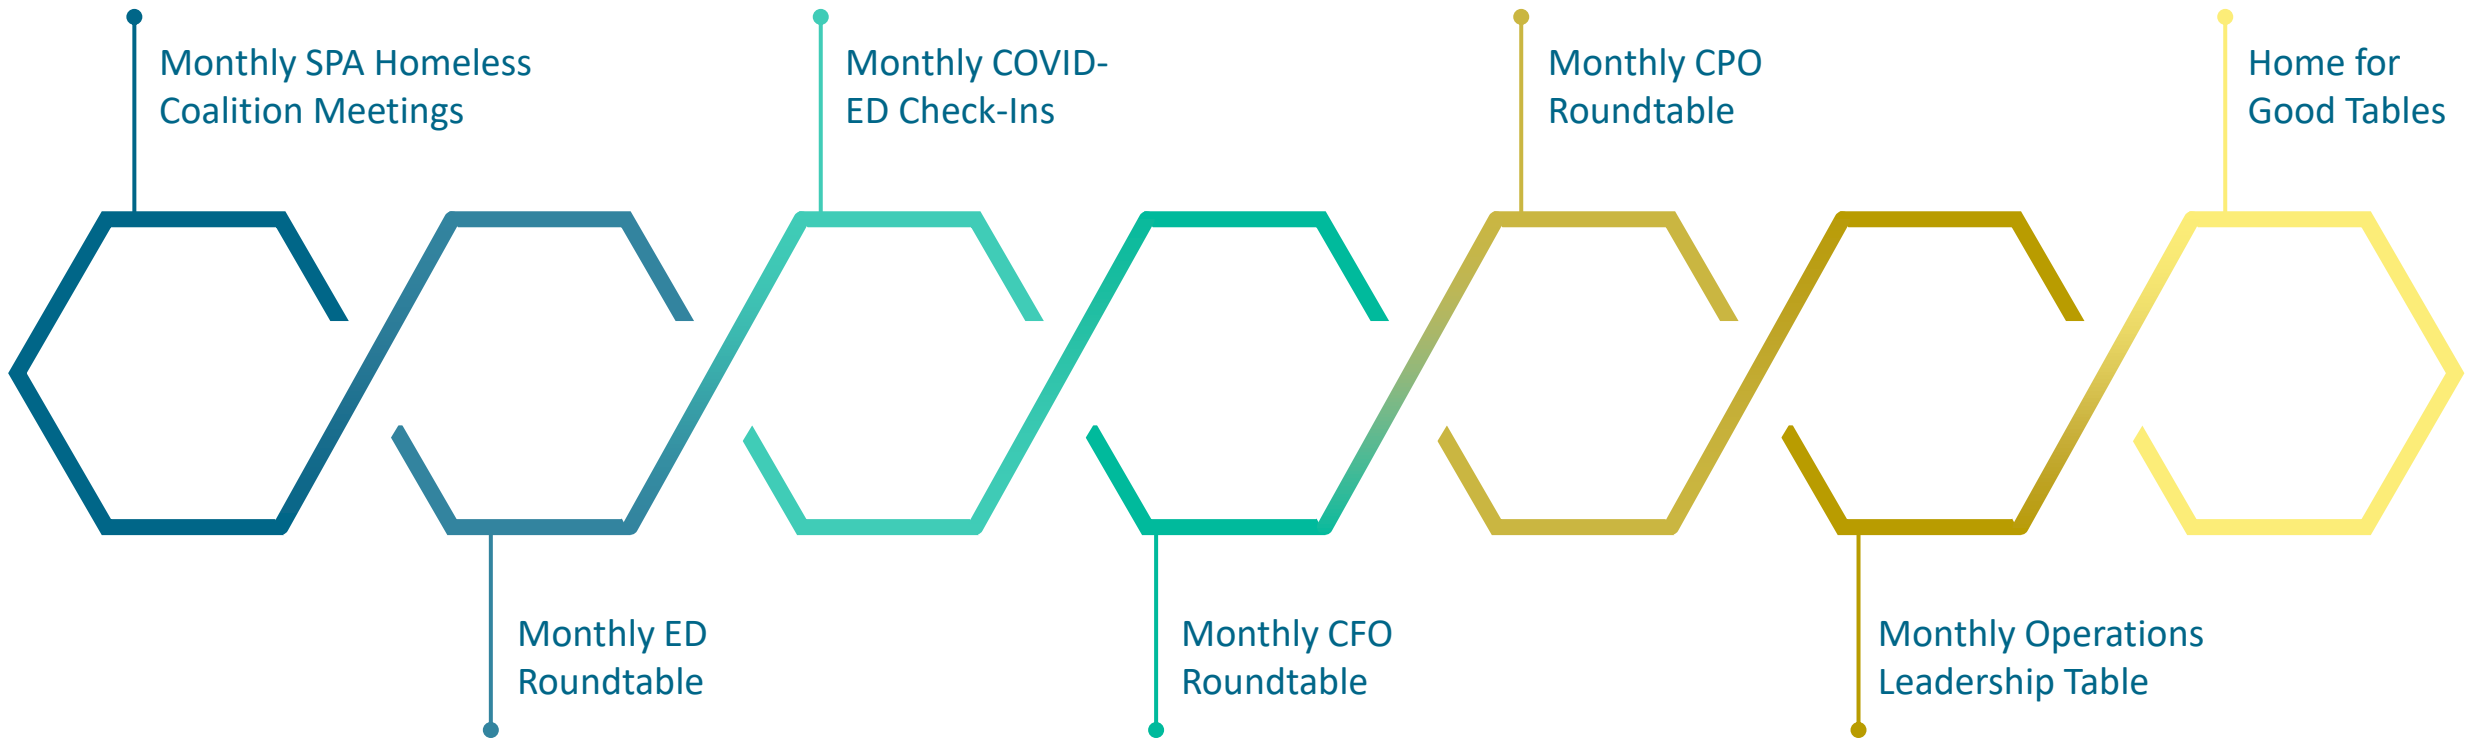 Monthly SPA Homeless
Coalition Meetings
Monthly ED
Roundtable
Monthly COVID-
ED Check-Ins
Monthly CFO
Roundtable
Monthly CPO
Roundtable
Monthly Operations
Leadership Table
Home for
Good Tables